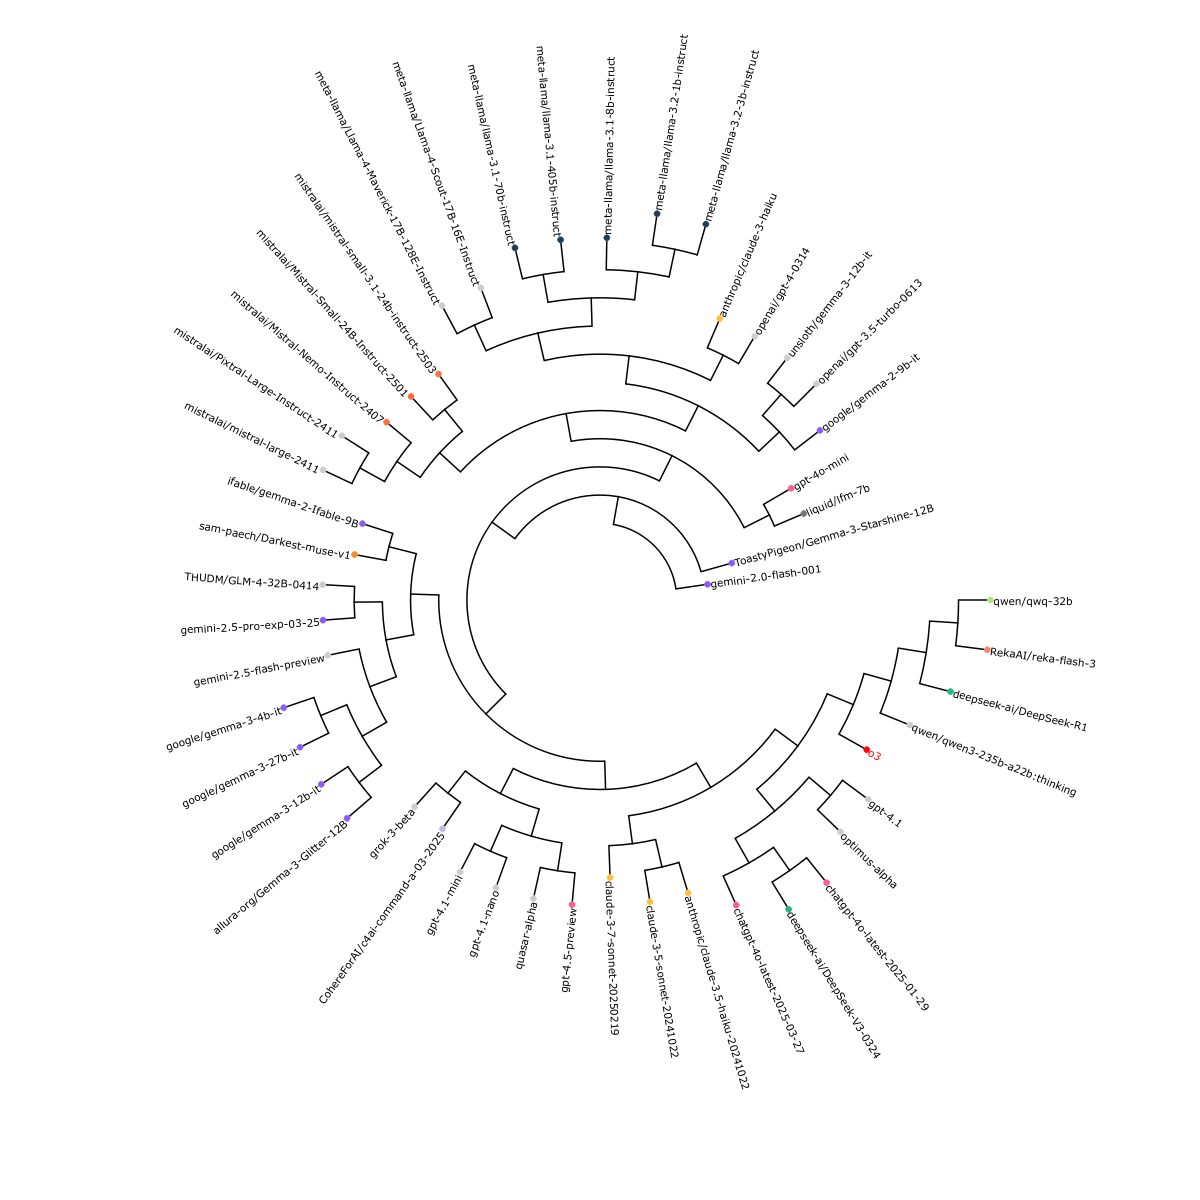 meta-llama/Llama-4-Maverick-17B-128E-Instruct
meta-llama/Llama-4-Scout-17B-16E-Instruct
meta-llama/llama-3.1-70b-instruct
meta-llama/llama-3.1-405b-instruct
meta-llama/llama-3.1-8b-instruct
meta-llama/llama-3.2-1b-instruct
meta-llama/llama-3.2-3b-instruct
anthropic/claude-3-haiku
openai/gpt-4-0314
unsloth/gemma-3-12b-it
openai/gpt-3.5-turbo-0613
google/gemma-2-9b-it
gpt-4o-mini
liquid/lfm-7b
ToastyPigeon/Gemma-3-Starshine-12B
gemini-2.0-flash-001
qwen/qwq-32b
RekaAI/reka-flash-3
deepseek-ai/DeepSeek-R1
qwen/qwen3-235b-a22b:thinking
o3
gpt-4.1
optimus-alpha
chatgpt-4o-latest-2025-01-29
deepseek-ai/DeepSeek-V3-0324
chatgpt-4o-latest-2025-03-27
anthropic/claude-3.5-haiku-20241022
claude-3-5-sonnet-20241022
claude-3-7-sonnet-20250219
gpt-4.5-preview
quasar-alpha
gpt-4.1-nano
gpt-4.1-mini
CohereForAI/c4ai-command-a-03-2025
grok-3-beta
allura-org/Gemma-3-Glitter-12B
google/gemma-3-12b-it
google/gemma-3-27b-it
google/gemma-3-4b-it
gemini-2.5-flash-preview
gemini-2.5-pro-exp-03-25
THUDM/GLM-4-32B-0414
sam-paech/Darkest-muse-v1
ifable/gemma-2-Ifable-9B
mistralai/mistral-large-2411
mistralai/Pixtral-Large-Instruct-2411
mistralai/Mistral-Nemo-Instruct-2407
mistralai/Mistral-Small-24B-Instruct-2501
mistralai/mistral-small-3.1-24b-instruct-2503